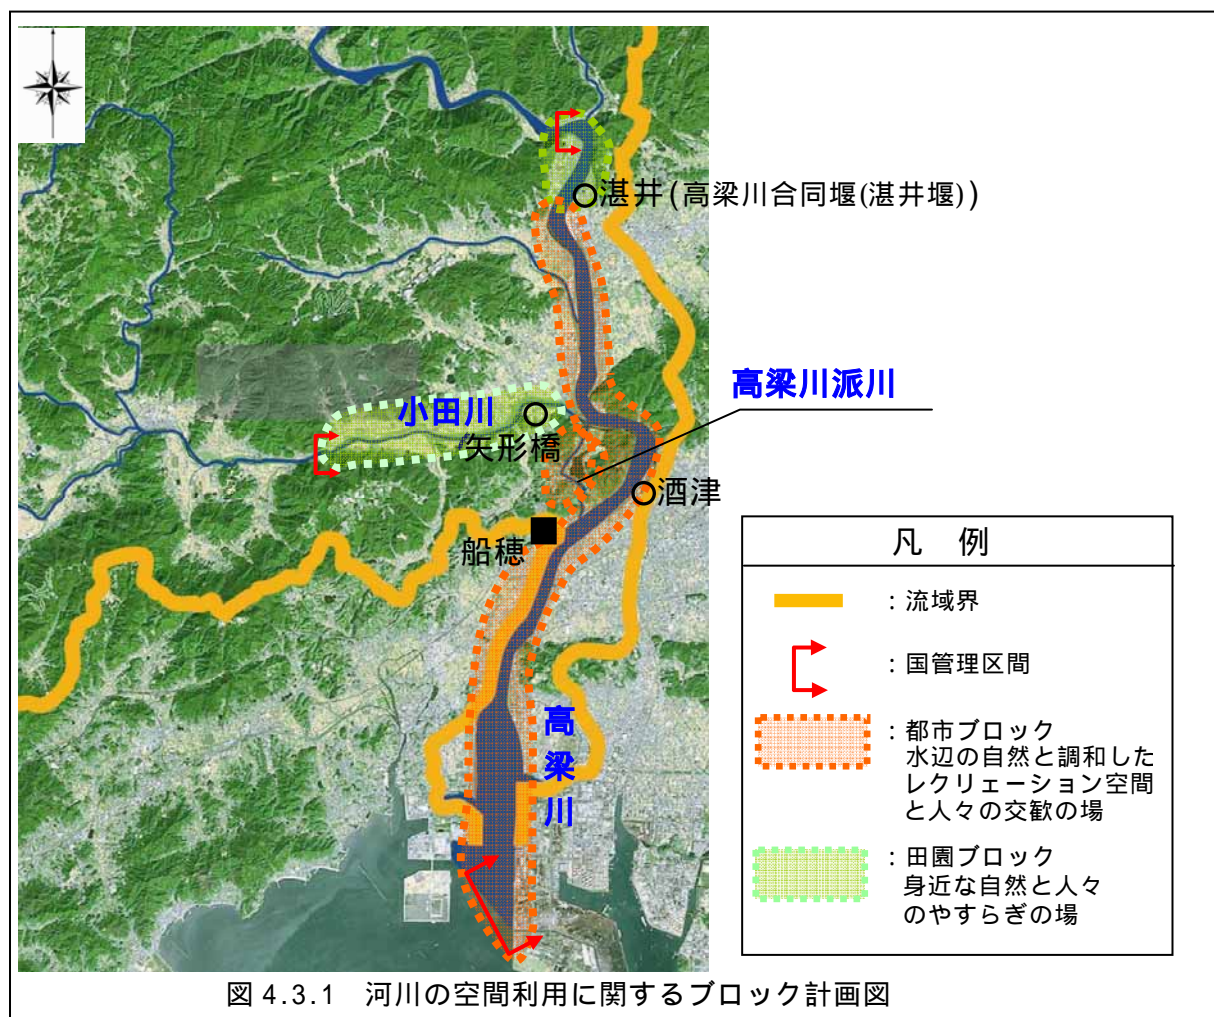 湛井(高梁川合同堰(湛井堰))
高梁川派川
小田川
矢形橋
酒津
船穂
高梁川
凡 例
：流域界
：国管理区間
：都市ブロック
水辺の自然と調和した
レクリェーション空間
と人々の交歓の場
：田園ブロック
身近な自然と人々
のやすらぎの場
図 4.3.1 河川の空間利用に関するブロック計画図